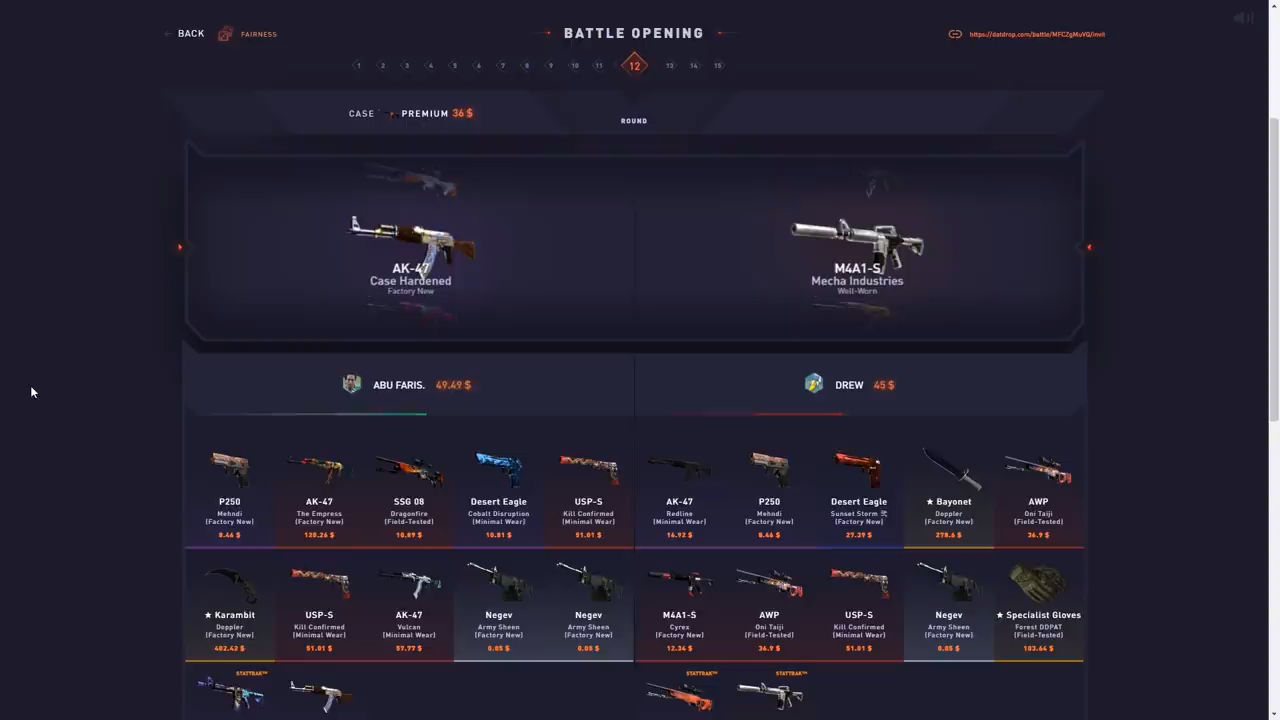 BACK
FAIRNESS
BATTLE OPENING
https://datdrop.com/battle/MFCZgMuVG/invit
1 2 3 4 5 6 7 8 9 10 11 12 13 14 15
CASE PREMIUM 36 $
ROUND
AK-47
Case Hardened
Factory New
M4A1-S
Mecha Industries
Well-Worn
ABU FARIS. 49.49 $
DREW 45 $
P250
Mehndi
(Factory New)
8.46 $
AK-47
The Empress
(Factory New)
128.26 $
SSG 08
Dragonfire
(Field-Tested)
10.89 $
Desert Eagle
Cobalt Disruption
(Minimal Wear)
10.81 $
USP-S
Kill Confirmed
(Minimal Wear)
51.01 $
AK-47
Redline
(Minimal Wear)
16.92 $
P250
Mehndi
(Factory New)
8.46 $
Desert Eagle
Sunset Storm 弐
(Factory New)
27.39 $
★ Bayonet
Doppler
(Factory New)
278.6 $
AWP
Oni Taiji
(Field-Tested)
36.9 $
★ Karambit
Doppler
(Factory New)
402.42 $
USP-S
Kill Confirmed
(Minimal Wear)
51.01 $
AK-47
Vulcan
(Minimal Wear)
57.77 $
Negev
Army Sheen
(Factory New)
0.05 $
Negev
Army Sheen
(Factory New)
0.05 $
M4A1-S
Cyrex
(Factory New)
12.34 $
AWP
Oni Taiji
(Field-Tested)
36.9 $
USP-S
Kill Confirmed
(Minimal Wear)
51.01 $
Negev
Army Sheen
(Factory New)
0.05 $
★ Specialist Gloves
Forest DDPAT
(Field-Tested)
103.64 $
STATTRAK™
STATTRAK™
STATTRAK™